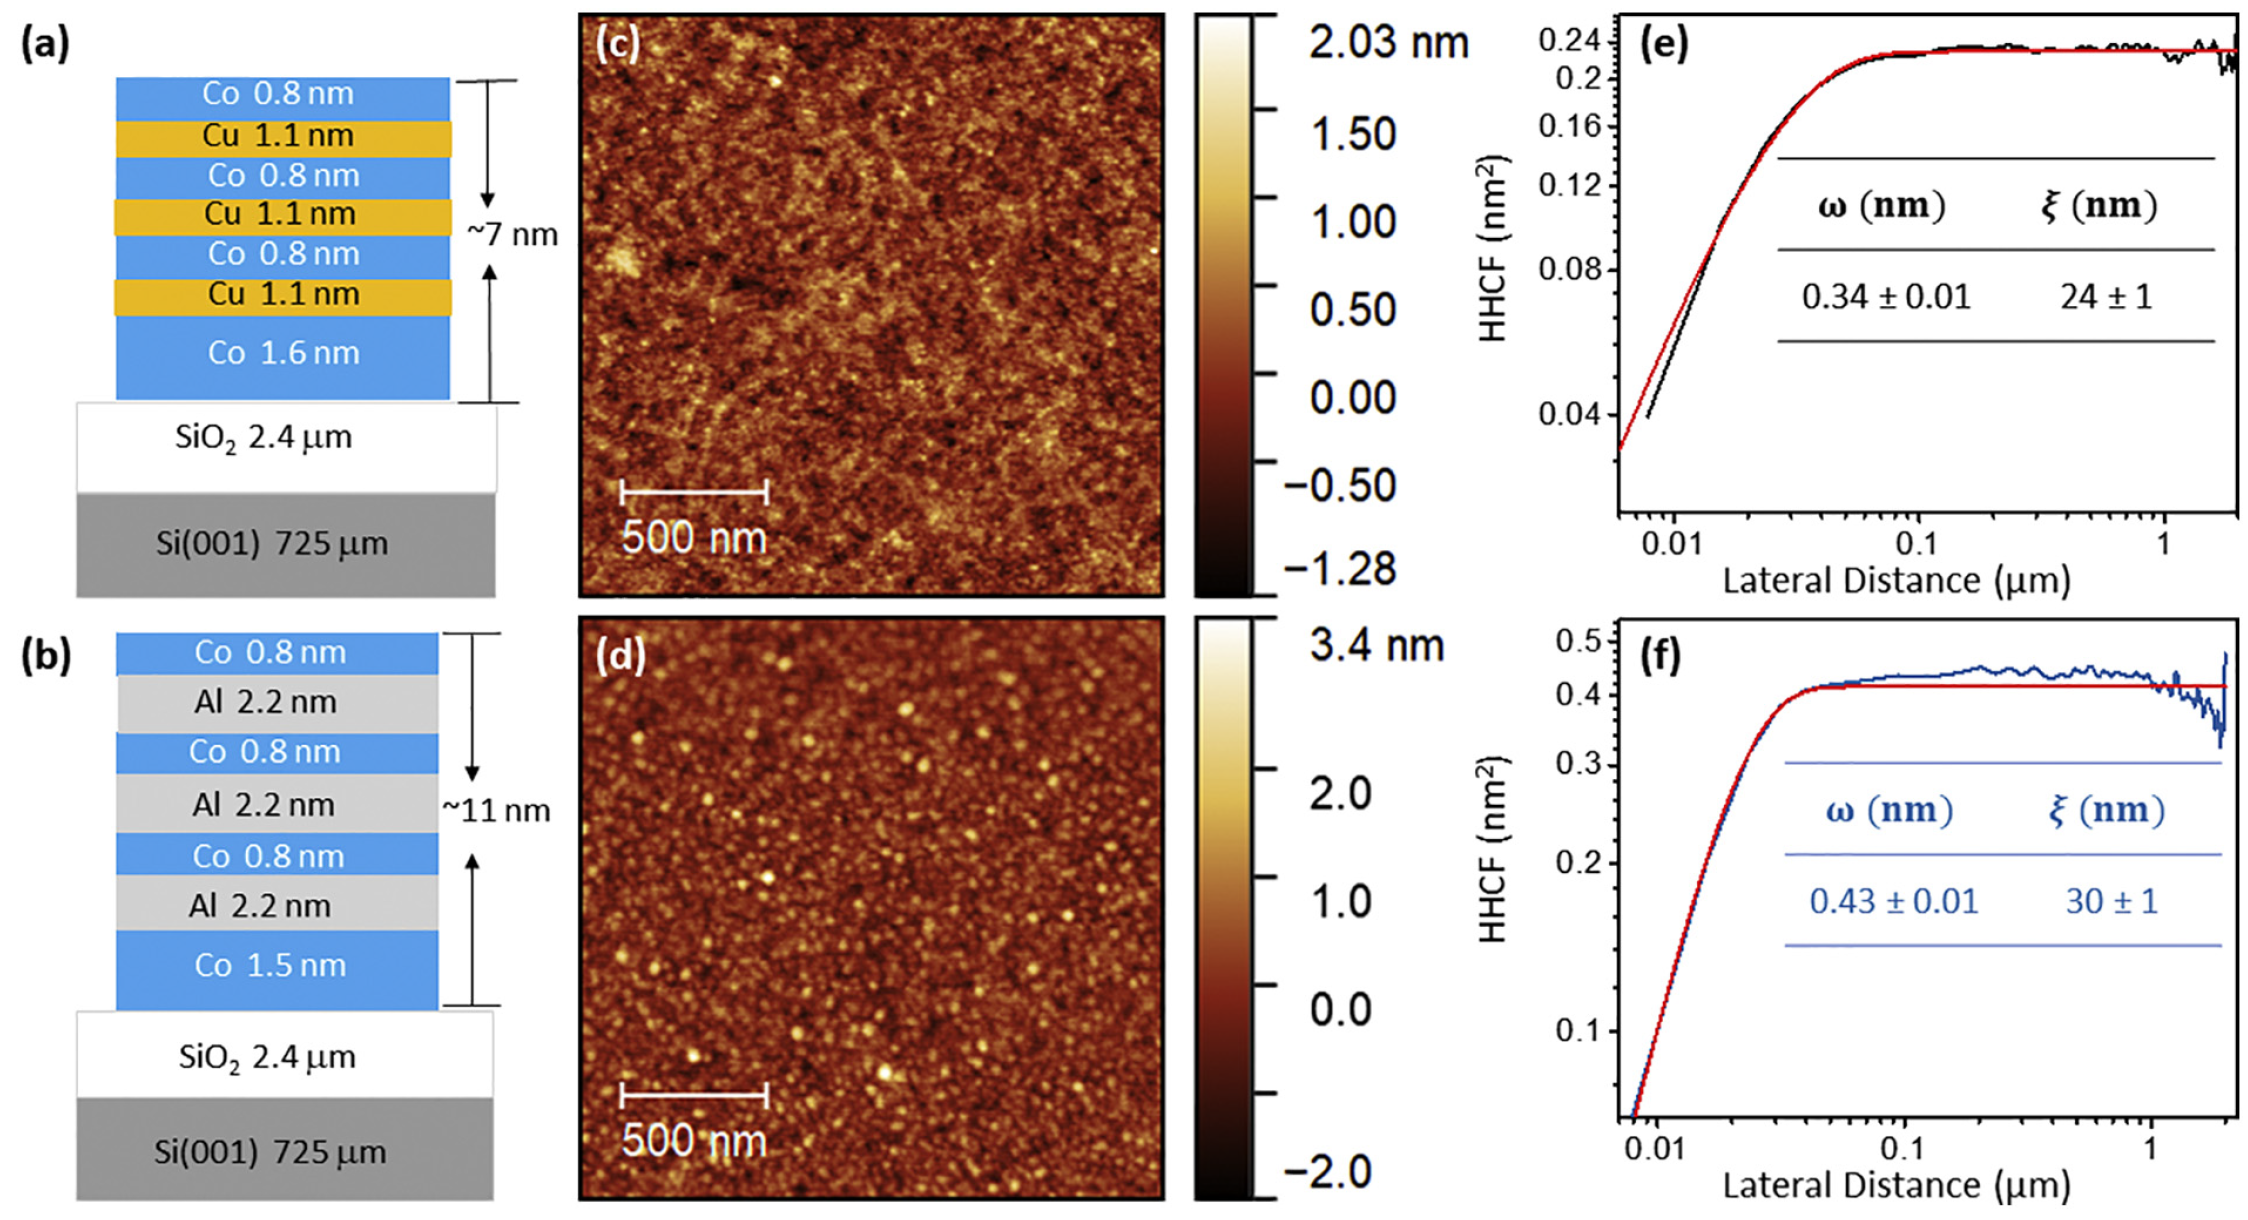 (a)
Co 0.8 nm
Cu 1.1 nm
Co 0.8 nm
Cu 1.1 nm
Co 0.8 nm
Cu 1.1 nm
Co 1.6 nm
~7 nm
SiO₂ 2.4 µm
Si(001) 725 µm
(c)
500 nm
2.03 nm
1.50
1.00
0.50
0.00
−0.50
−1.28
(e)
HHCF (nm²)
0.24
0.2
0.16
0.12
0.08
0.04
ω (nm) ξ (nm)
0.34 ± 0.01 24 ± 1
0.01 0.1 1
Lateral Distance (µm)
(b)
Co 0.8 nm
Al 2.2 nm
Co 0.8 nm
Al 2.2 nm
Co 0.8 nm
Al 2.2 nm
Co 1.5 nm
~11 nm
SiO₂ 2.4 µm
Si(001) 725 µm
(d)
500 nm
3.4 nm
2.0
1.0
0.0
−2.0
(f)
HHCF (nm²)
0.5
0.4
0.3
0.2
0.1
ω (nm) ξ (nm)
0.43 ± 0.01 30 ± 1
0.01 0.1 1
Lateral Distance (µm)